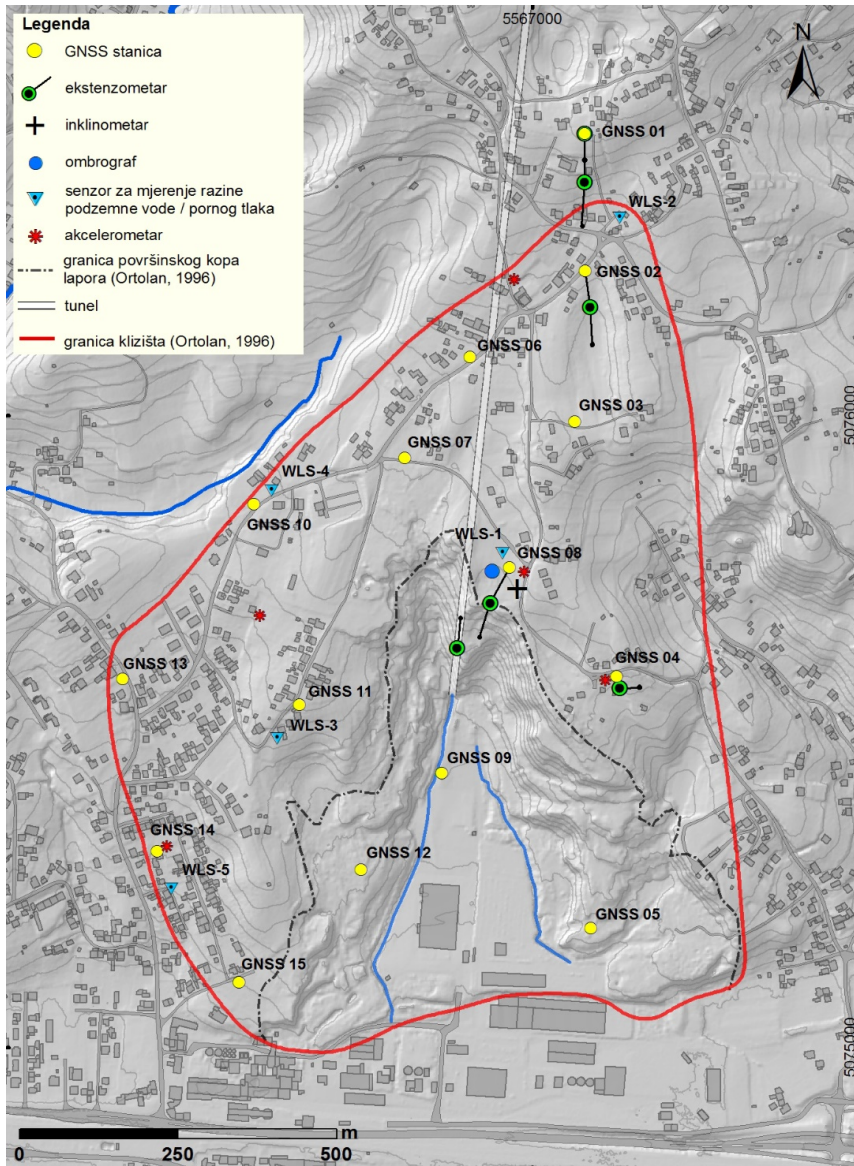 Legenda
GNSS stanica
ekstenzometar
inklinometar
ombrograf
senzor za mjerenje razine
podzemne vode / pornog tlaka
akcelerometar
granica površinskog kopa
lapora (Ortolan, 1996)
tunel
granica klizišta (Ortolan, 1996)
5567000
N
GNSS 01
WLS-2
GNSS 02
GNSS 06
5076000
GNSS 03
GNSS 07
WLS-4
GNSS 10
WLS-1
GNSS 08
GNSS 04
GNSS 13
GNSS 11
WLS-3
GNSS 09
GNSS 14
GNSS 12
WLS-5
GNSS 05
GNSS 15
5075000
m
0 250 500